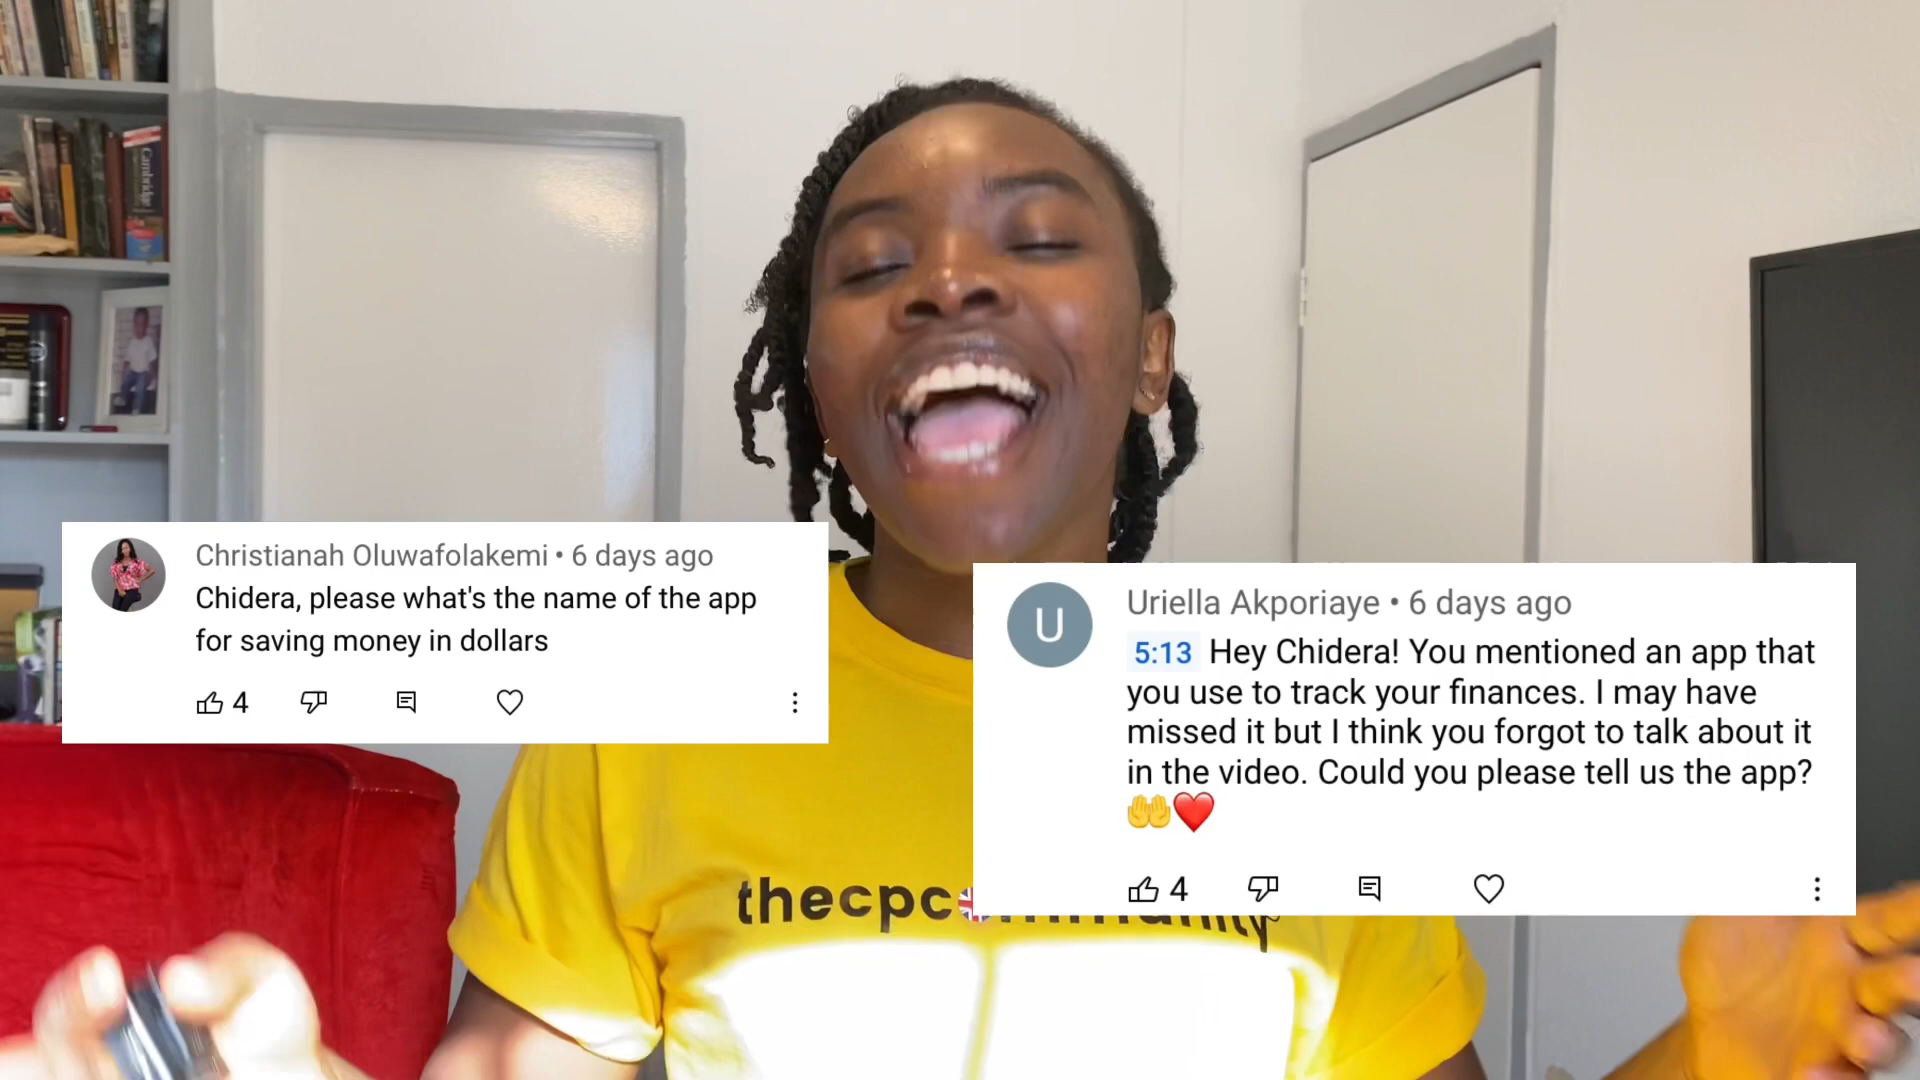 Cambridge
Christianah Oluwafolakemi • 6 days ago
Chidera, please what's the name of the app
for saving money in dollars
4
U
Uriella Akporiaye • 6 days ago
5:13 Hey Chidera! You mentioned an app that
you use to track your finances. I may have
missed it but I think you forgot to talk about it
in the video. Could you please tell us the app?
🤲❤️
4
thecpcommunity